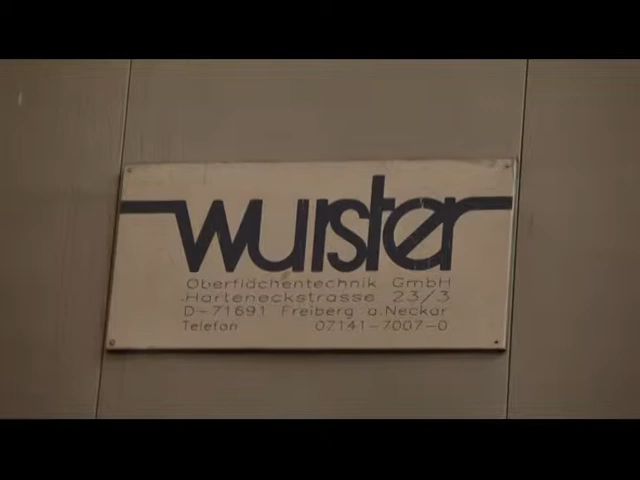 wurster
Oberflächentechnik GmbH
Harteneckstrasse 23/3
D-71691 Freiberg a.Neckar
Telefon 07141-7007-0